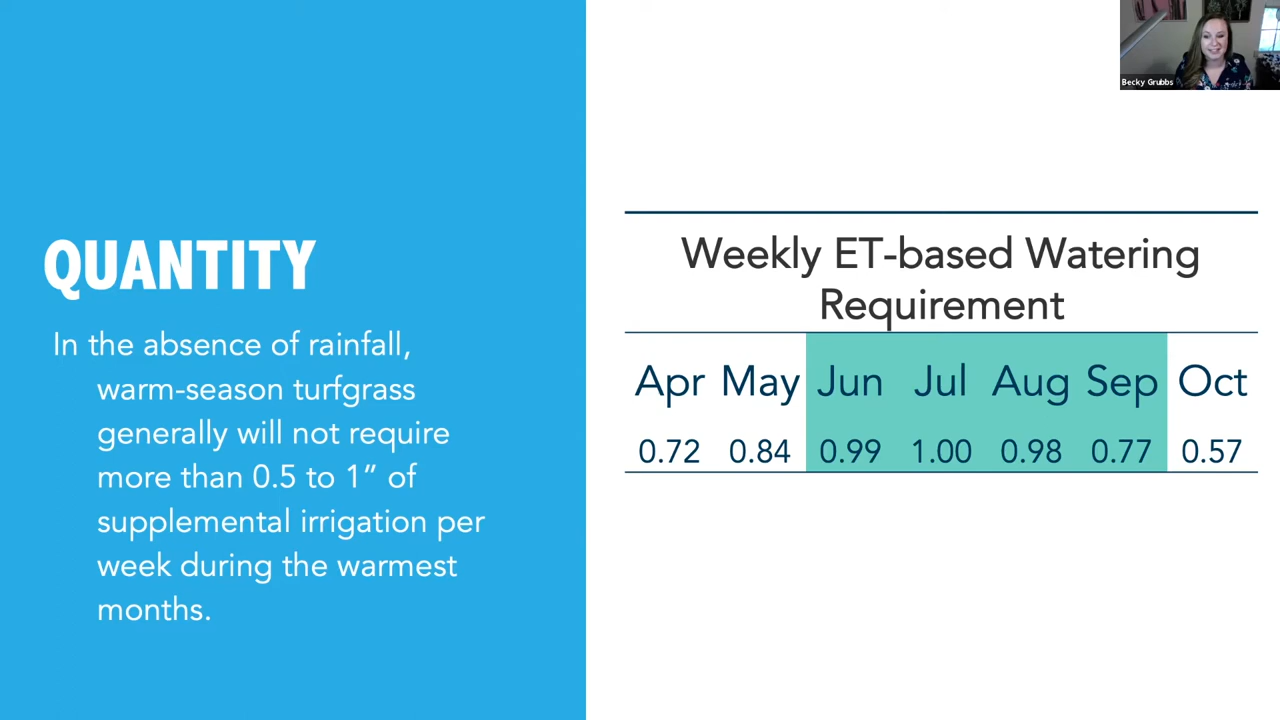 Becky Grubbs
QUANTITY
In the absence of rainfall,
warm-season turfgrass
generally will not require
more than 0.5 to 1” of
supplemental irrigation per
week during the warmest
months.
Weekly ET-based Watering
Requirement
Apr May Jun Jul Aug Sep Oct
0.72 0.84 0.99 1.00 0.98 0.77 0.57